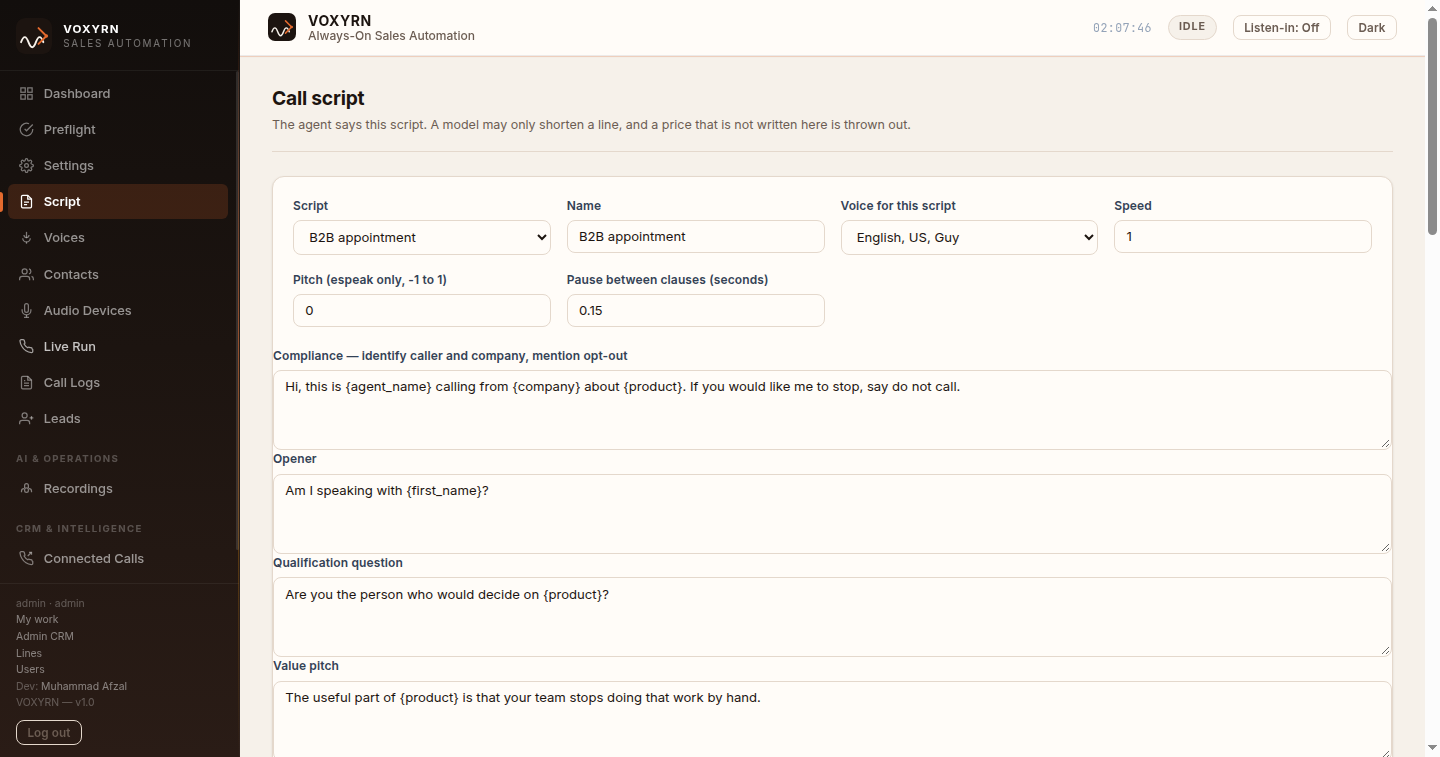 VOXYRN
SALES AUTOMATION
Dashboard
Preflight
Settings
Script
Voices
Contacts
Audio Devices
Live Run
Call Logs
Leads
AI & OPERATIONS
Recordings
CRM & INTELLIGENCE
Connected Calls
admin · admin
My work
Admin CRM
Lines
Users
Dev: Muhammad Afzal
VOXYRN — v1.0
Log out
VOXYRN
Always-On Sales Automation
02:07:46
IDLE
Listen-in: Off
Dark
Call script
The agent says this script. A model may only shorten a line, and a price that is not written here is thrown out.
Script
Name
Voice for this script
Speed
B2B appointment
B2B appointment
English, US, Guy
1
Pitch (espeak only, -1 to 1)
Pause between clauses (seconds)
0
0.15
Compliance — identify caller and company, mention opt-out
Hi, this is {agent_name} calling from {company} about {product}. If you would like me to stop, say do not call.
Opener
Am I speaking with {first_name}?
Qualification question
Are you the person who would decide on {product}?
Value pitch
The useful part of {product} is that your team stops doing that work by hand.